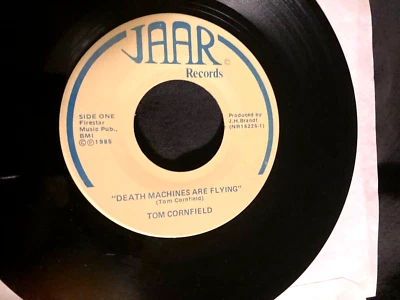 JAAR
©
Records
SIDE ONE
Firestar
Music Pub.,
BMI
©℗1985
Produced by
J.H. Brandt
(NR16225-1)
"DEATH MACHINES ARE FLYING"
(Tom Cornfield)
TOM CORNFIELD